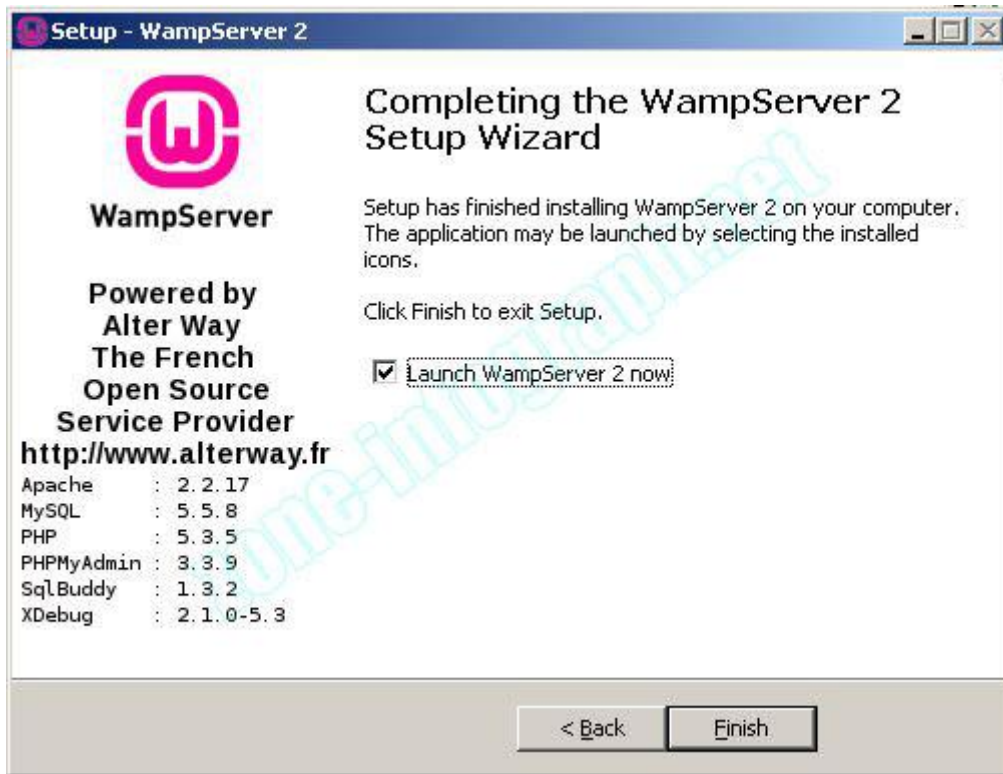 Setup - WampServer 2
WampServer
Powered by
Alter Way
The French
Open Source
Service Provider
http://www.alterway.fr
Apache : 2.2.17
MySQL : 5.5.8
PHP : 5.3.5
PHPMyAdmin : 3.3.9
SqlBuddy : 1.3.2
XDebug : 2.1.0-5.3
Completing the WampServer 2
Setup Wizard
Setup has finished installing WampServer 2 on your computer.
The application may be launched by selecting the installed
icons.
Click Finish to exit Setup.
Launch WampServer 2 now
zone-infograph.net
< Back
Finish